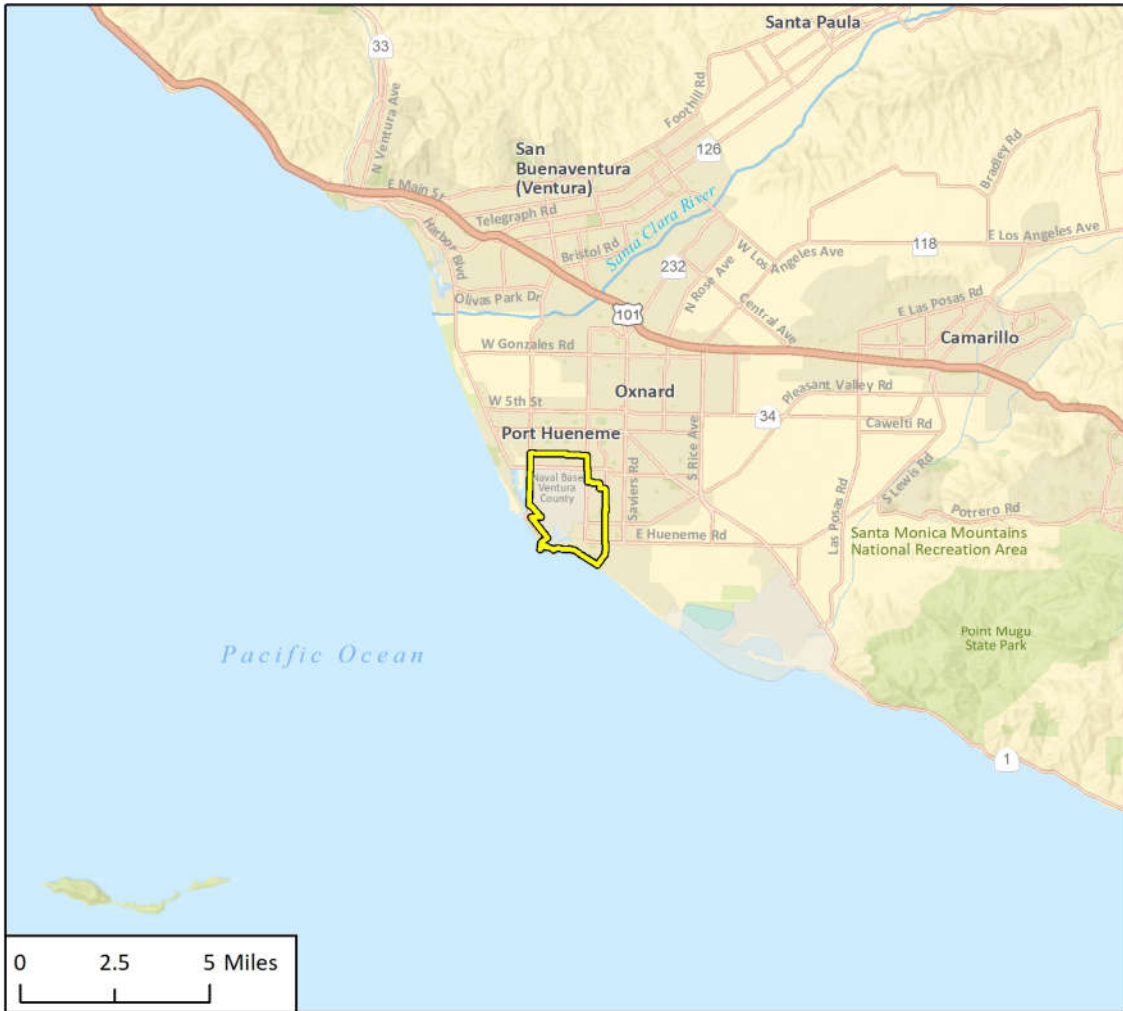 Santa Paula
33
Foothill Rd
N Ventura Ave
Bradley Rd
San
Buenaventura
(Ventura)
126
E Main St
Telegraph Rd
Santa Clara River
Harbor Blvd
Bristol Rd
W Los Angeles Ave
E Los Angeles Ave
118
232
N Rose Ave
Olivas Park Dr
E Las Posas Rd
Central Ave
101
W Gonzales Rd
Camarillo
Pleasant Valley Rd
Oxnard
W 5th St
34
Cawelti Rd
Port Hueneme
S Rice Ave
Saviers Rd
Naval Base
Ventura
County
S Lewis Rd
Las Posas Rd
Potrero Rd
E Hueneme Rd
Santa Monica Mountains
National Recreation Area
Point Mugu
State Park
Pacific Ocean
1
0 2.5 5 Miles